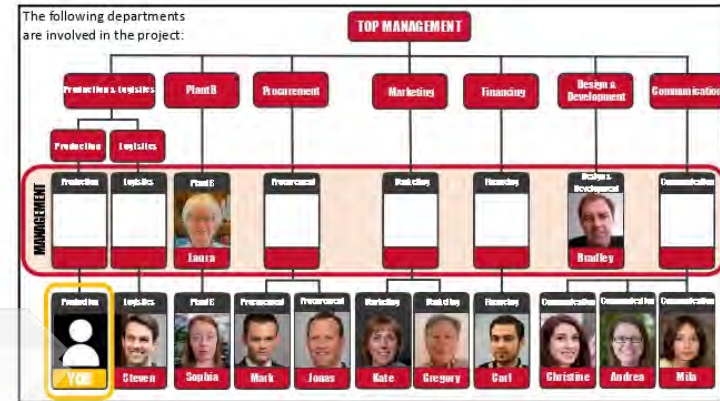 The following departments
are involved in the project:
TOP MANAGEMENT
Production & Logistics
Plant B
Procurement
Marketing
Financing
Design &
Development
Communication
Production
Logistics
MANAGEMENT
Production
Logistics
Plant B
Procurement
Marketing
Financing
Design &
Development
Communication
Laura
Bradley
Production
Logistics
Plant B
Procurement
Procurement
Marketing
Marketing
Financing
Communication
Communication
Communication
YOU
Steven
Sophia
Mark
Jonas
Kate
Gregory
Carl
Christine
Andrea
Mila